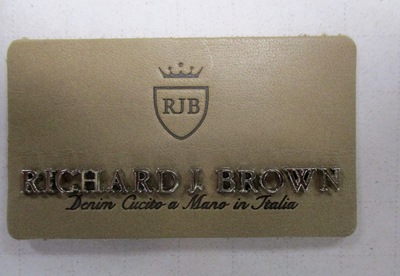 RJB
RICHARD J. BROWN
Denim Cucito a Mano in Italia